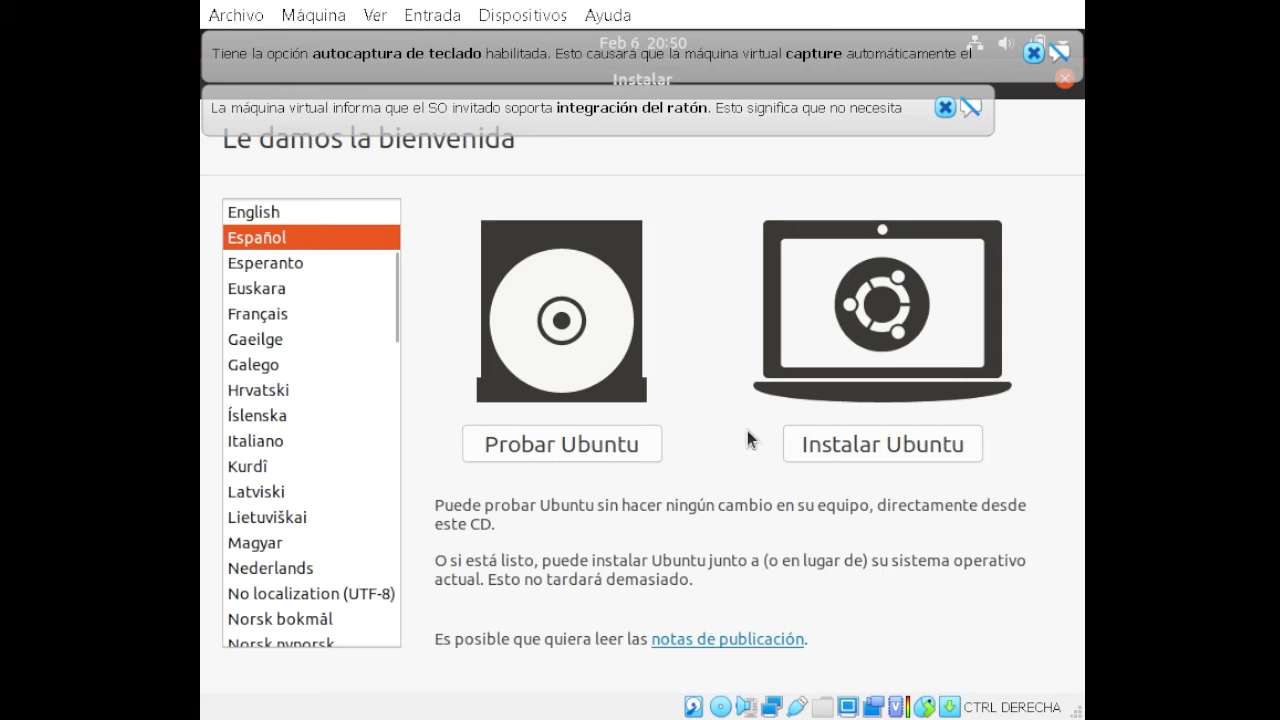 Archivo Máquina Ver Entrada Dispositivos Ayuda
Feb 6 20:50
Tiene la opción autocaptura de teclado habilitada. Esto causará que la máquina virtual capture automáticamente el
Instalar
La máquina virtual informa que el SO invitado soporta integración del ratón. Esto significa que no necesita
Le damos la bienvenida
English
Español
Esperanto
Euskara
Français
Gaeilge
Galego
Hrvatski
Íslenska
Italiano
Kurdî
Latviski
Lietuviškai
Magyar
Nederlands
No localization (UTF-8)
Norsk bokmål
Norsk nynorsk
Probar Ubuntu
Instalar Ubuntu
Puede probar Ubuntu sin hacer ningún cambio en su equipo, directamente desde
este CD.
O si está listo, puede instalar Ubuntu junto a (o en lugar de) su sistema operativo
actual. Esto no tardará demasiado.
Es posible que quiera leer las notas de publicación.
CTRL DERECHA